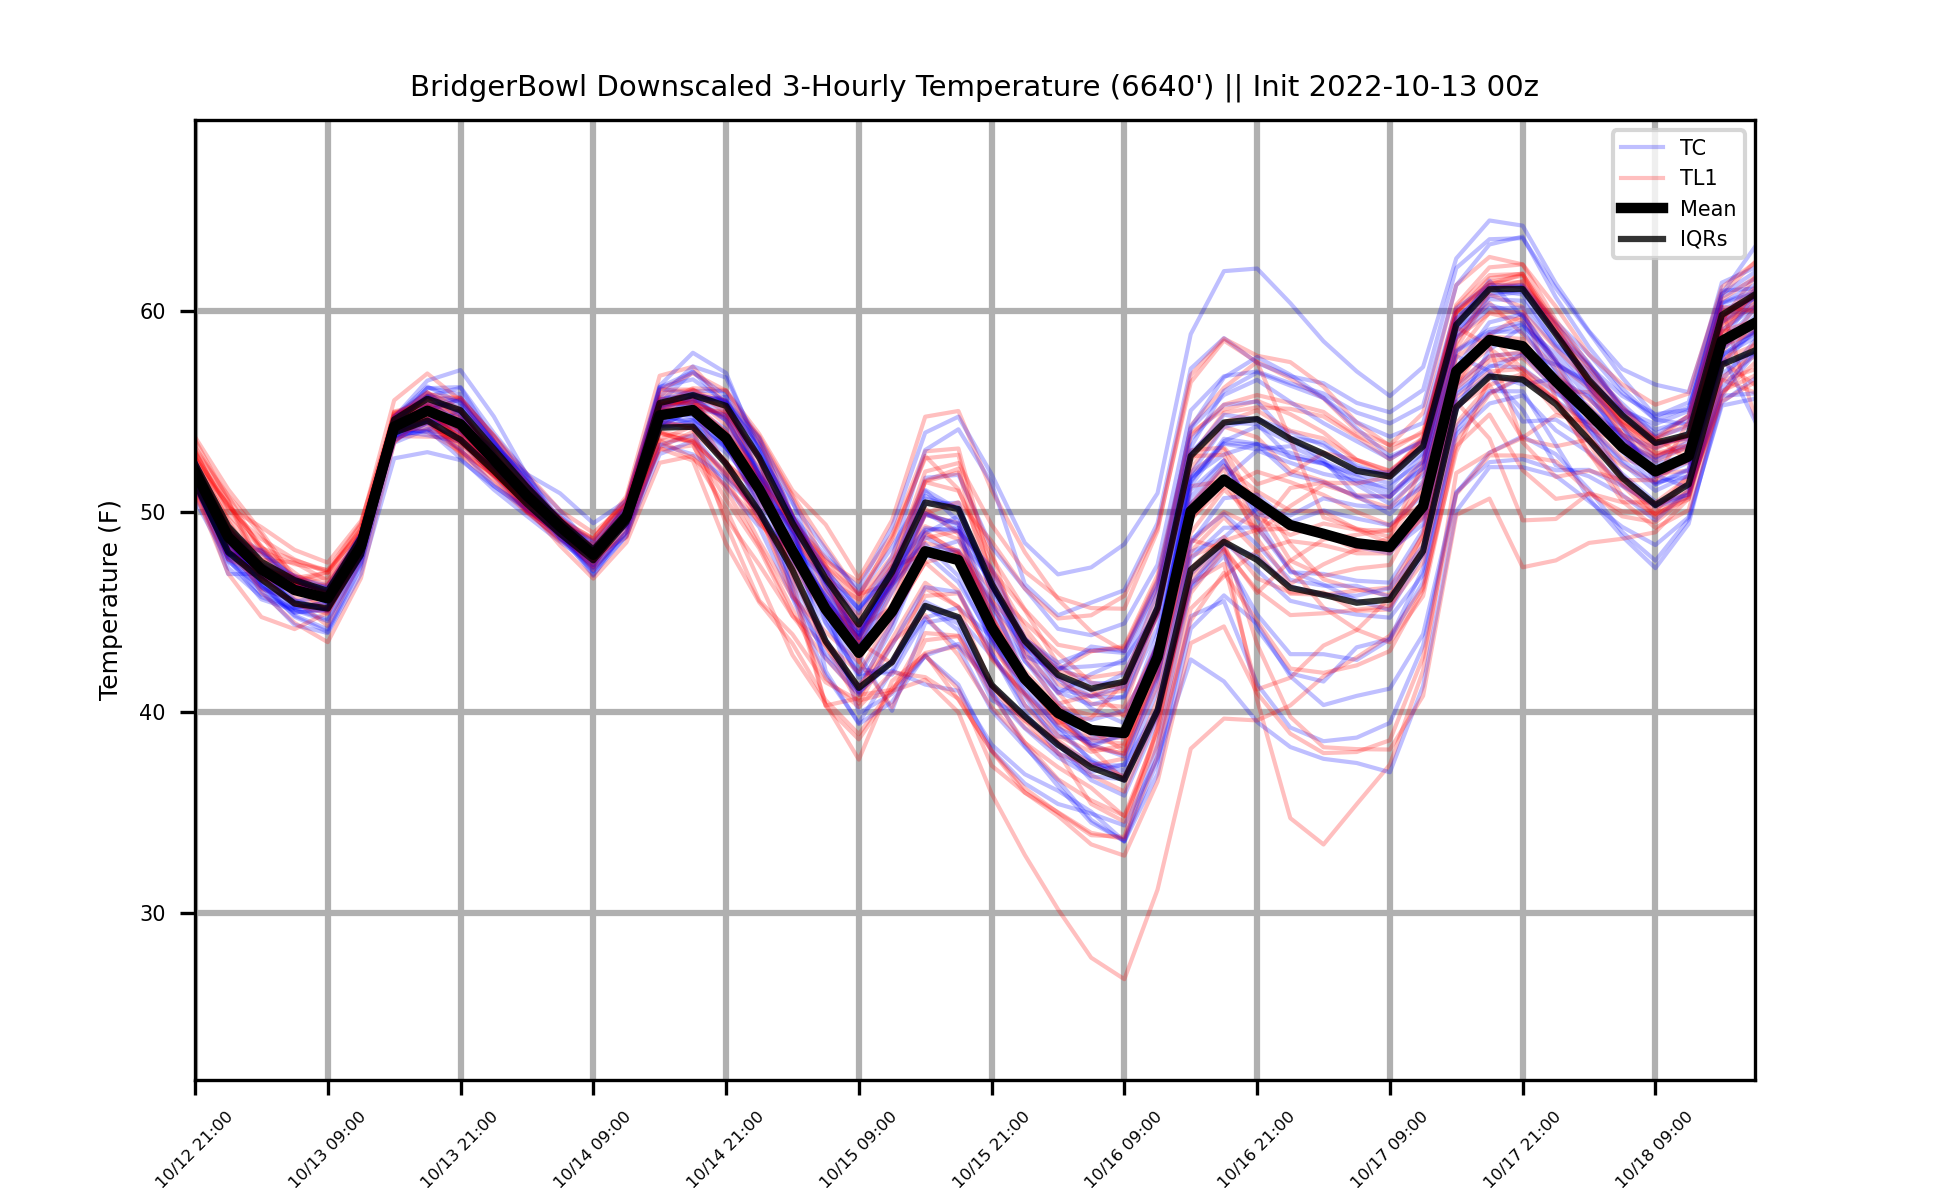 BridgerBowl Downscaled 3-Hourly Temperature (6640') || Init 2022-10-13 00z
TC
TL1
Mean
IQRs
Temperature (F)
60
50
40
30
10/12 21:00
10/13 09:00
10/13 21:00
10/14 09:00
10/14 21:00
10/15 09:00
10/15 21:00
10/16 09:00
10/16 21:00
10/17 09:00
10/17 21:00
10/18 09:00